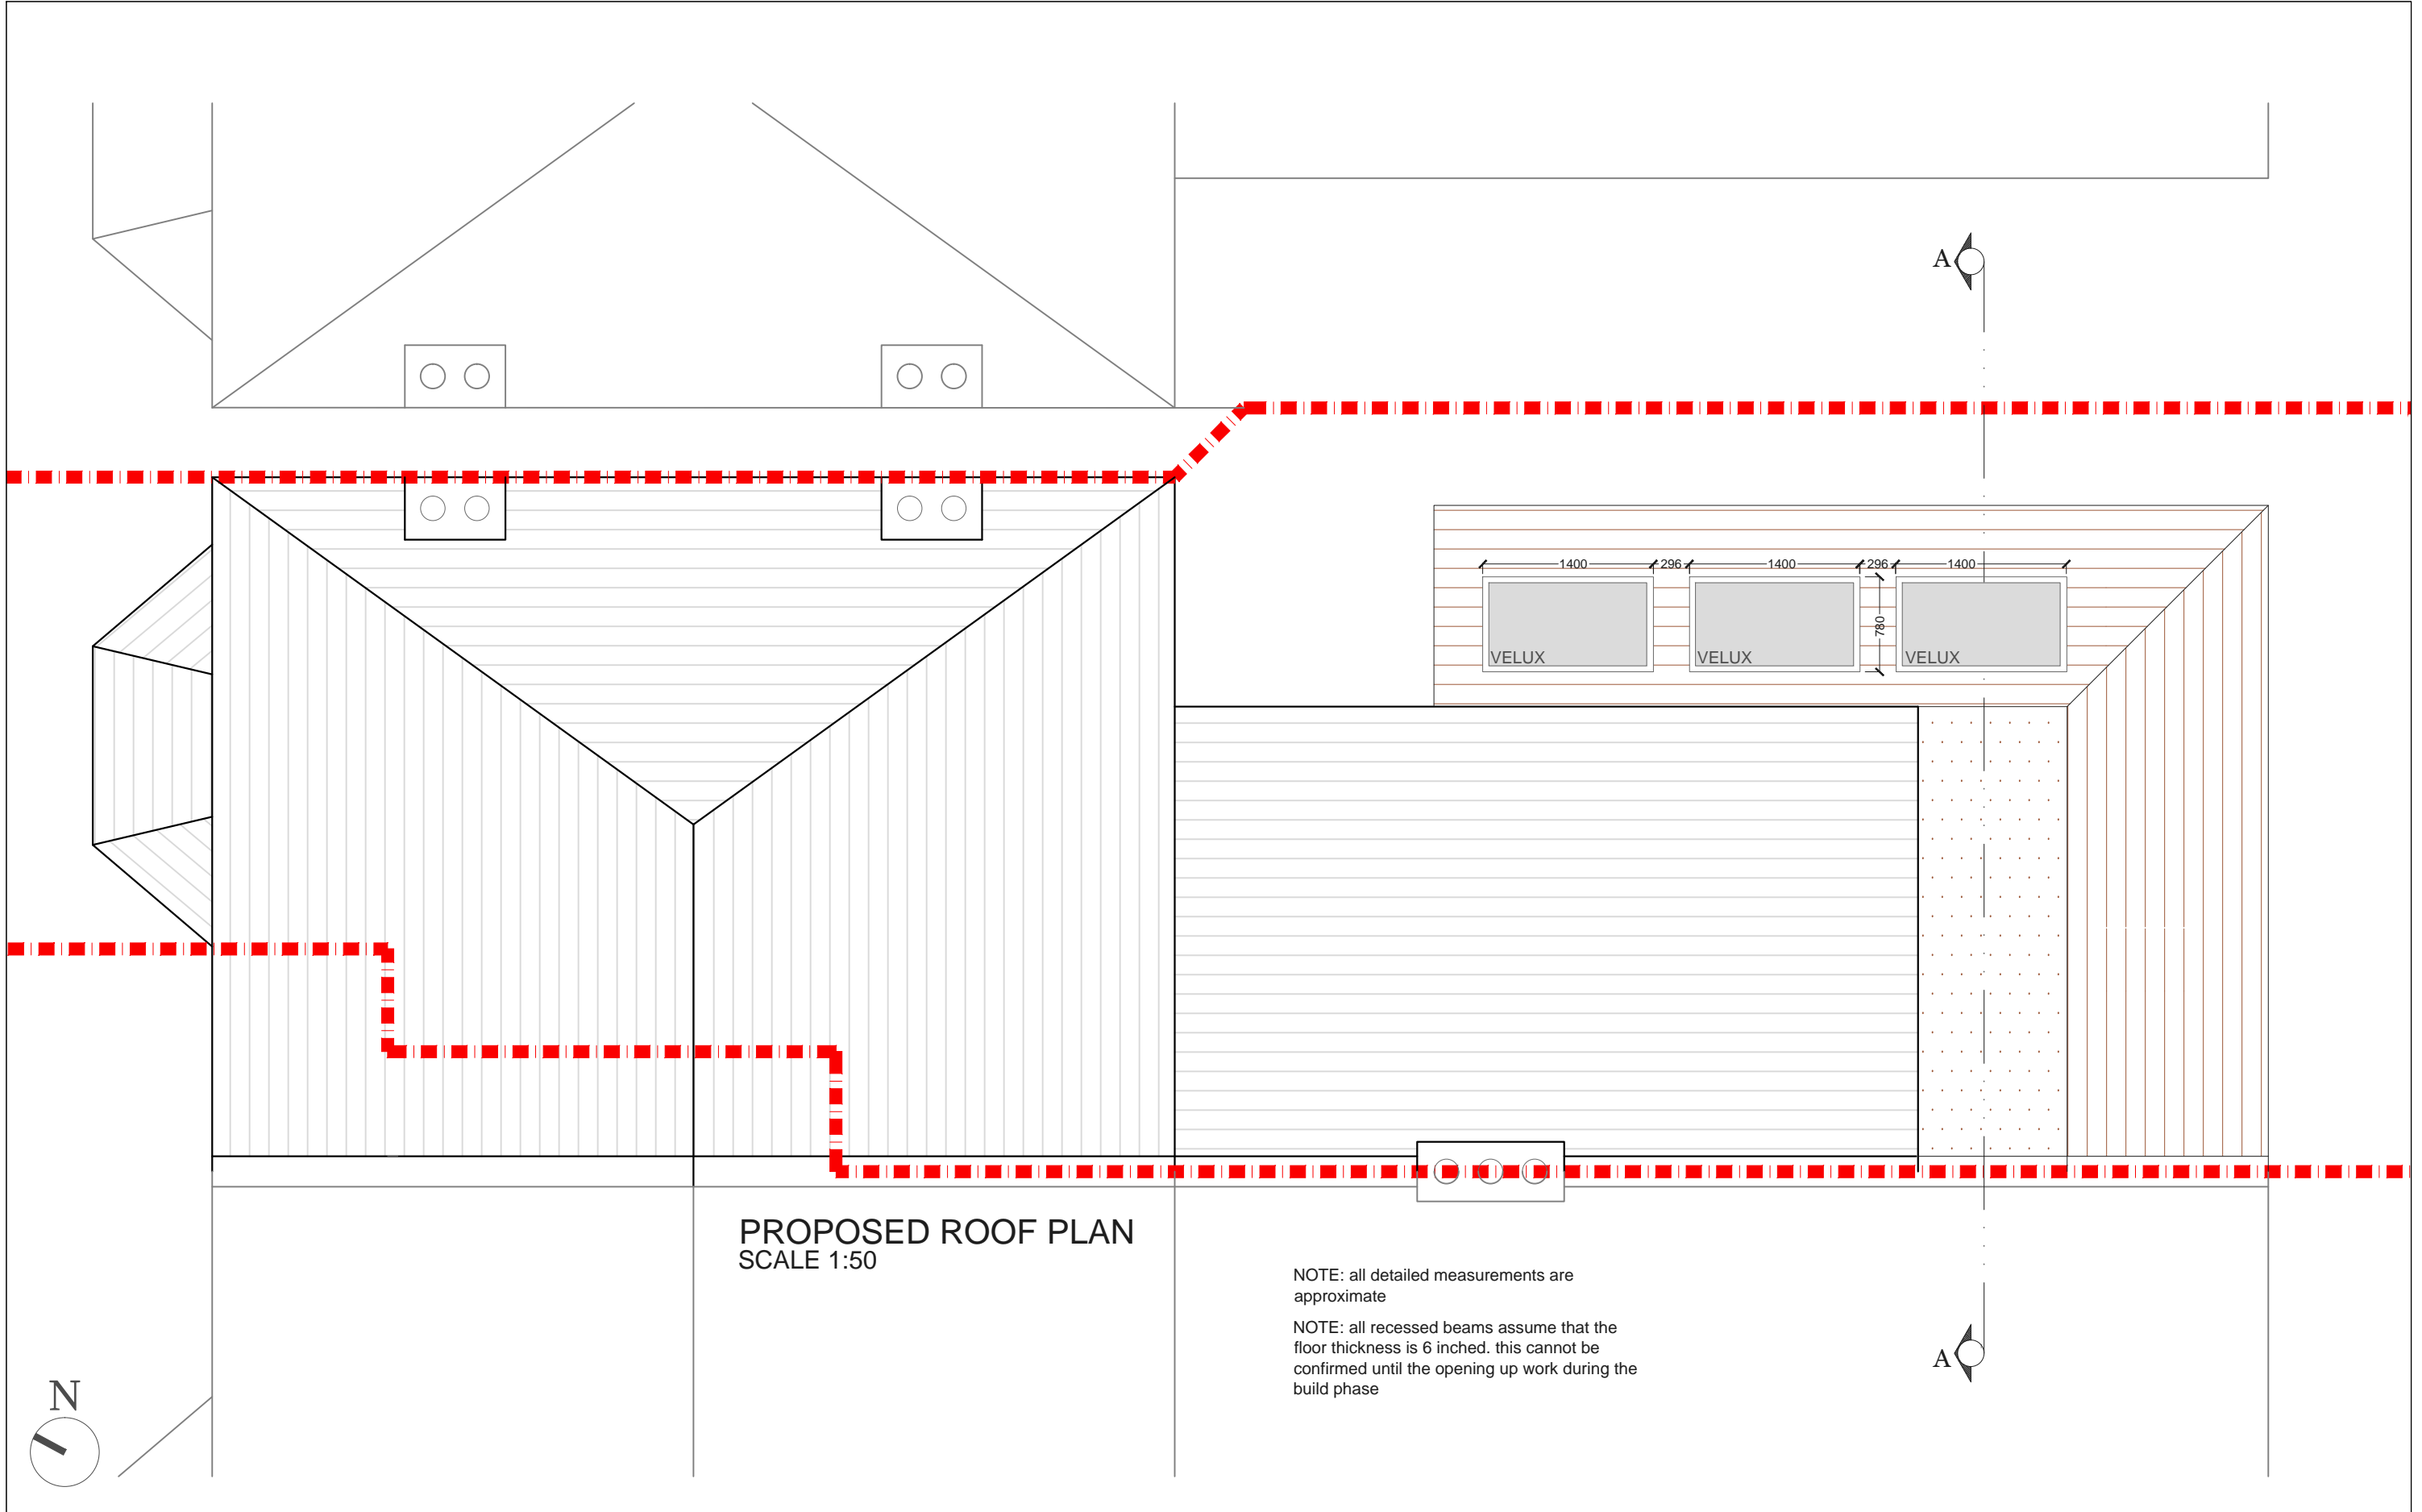 A
1400
296
1400
296
1400
780
VELUX
VELUX
VELUX
PROPOSED ROOF PLAN
SCALE 1:50
NOTE: all detailed measurements are
approximate
NOTE: all recessed beams assume that the
floor thickness is 6 inched. this cannot be
confirmed until the opening up work during the
build phase
A
N